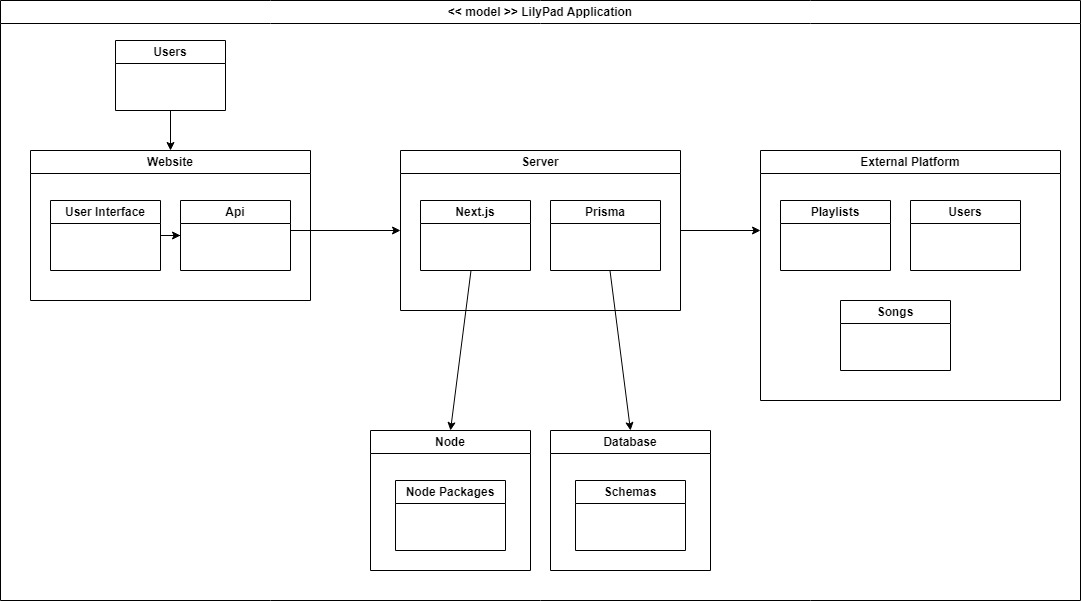 << model >> LilyPad Application
Users
Website
User Interface
Api
Server
Next.js
Prisma
External Platform
Playlists
Users
Songs
Node
Node Packages
Database
Schemas